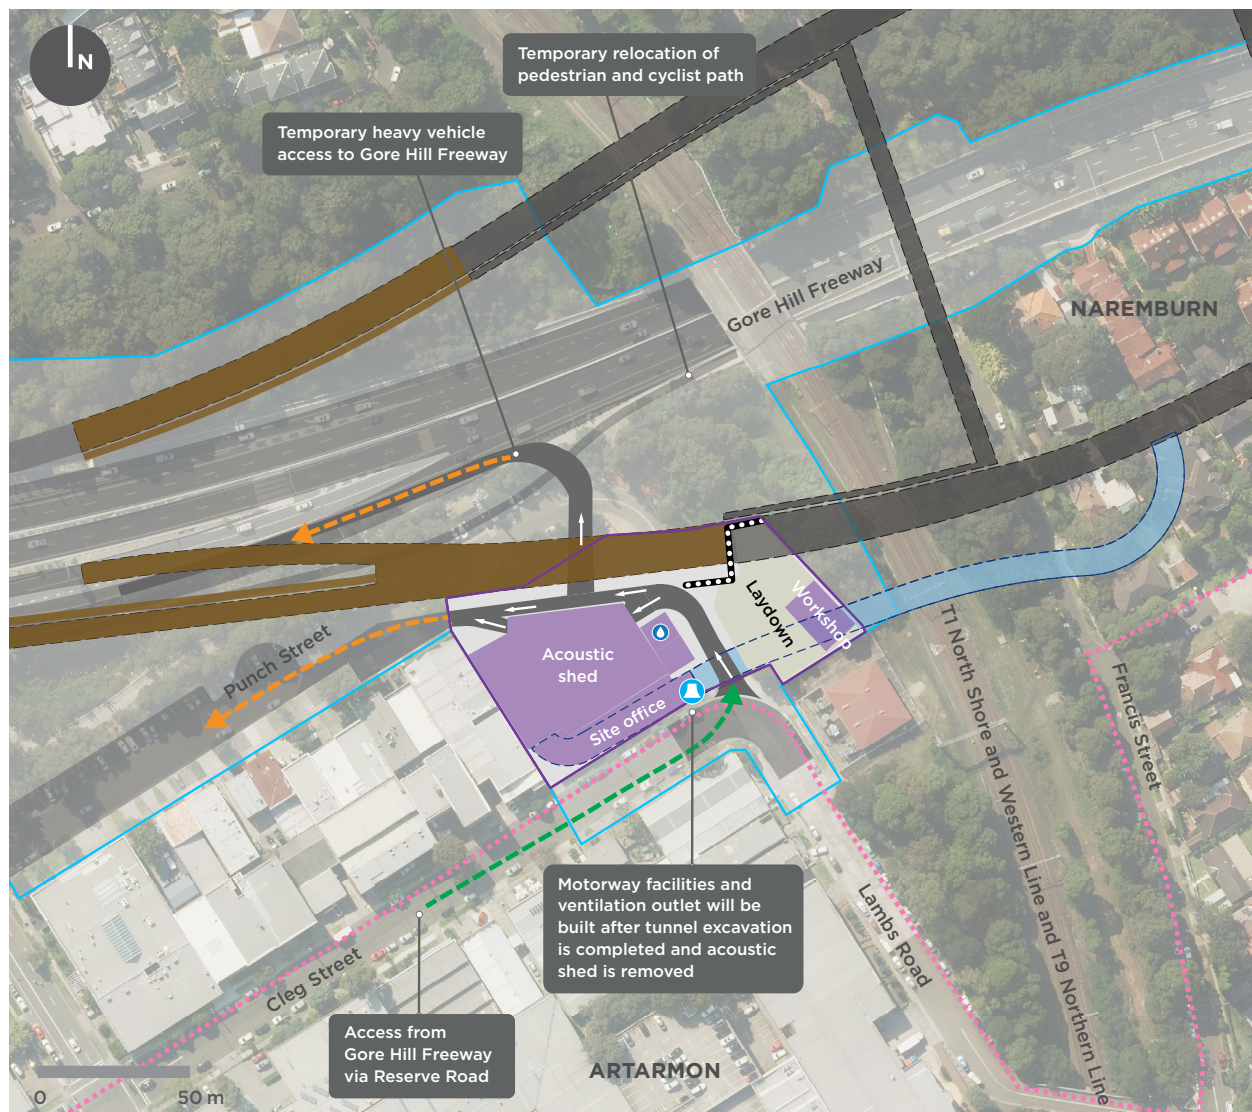 N
Temporary relocation of
pedestrian and cyclist path
Temporary heavy vehicle
access to Gore Hill Freeway
Gore Hill Freeway
NAREMBURN
Punch Street
Acoustic
shed
Laydown
Workshop
Site office
T1 North Shore and Western Line and T9 Northern Line
Francis Street
Motorway facilities and
ventilation outlet will be
built after tunnel excavation
is completed and acoustic
shed is removed
Lambs Road
Cleg Street
Access from
Gore Hill Freeway
via Reserve Road
ARTARMON
0 50 m